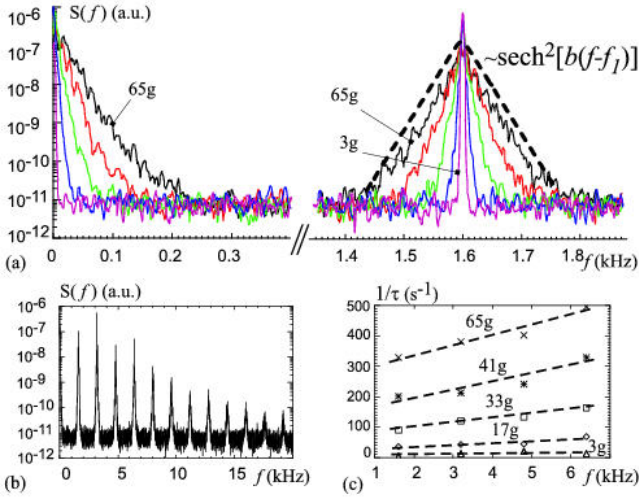 S(f) (a.u.)
10⁻⁶
10⁻⁷
10⁻⁸
10⁻⁹
10⁻¹⁰
10⁻¹¹
10⁻¹²
65g
0 0.1 0.2 0.3
(a)
~sech²[b(f-f₁)]
65g
3g
1.4 1.5 1.6 1.7 1.8
f (kHz)
S(f) (a.u.)
10⁻⁶
10⁻⁷
10⁻⁸
10⁻⁹
10⁻¹⁰
10⁻¹¹
10⁻¹²
0 5 10 15
(b)
f (kHz)
1/τ (s⁻¹)
500
400
300
200
100
0
65g
41g
33g
17g
3g
1 2 3 4 5 6 7
(c)
f (kHz)